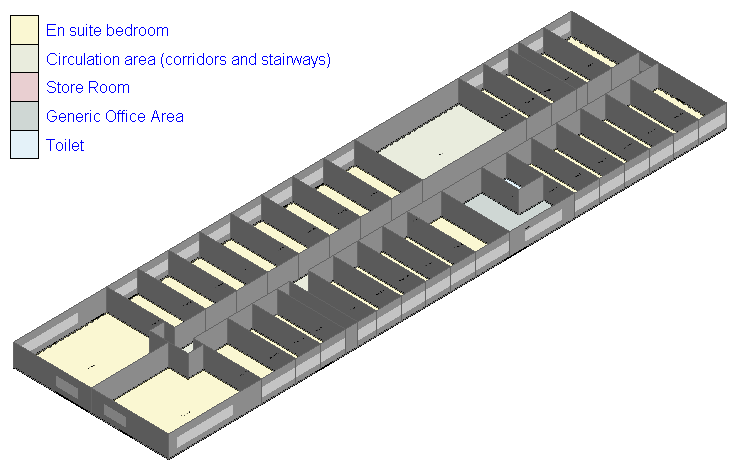 En suite bedroom
Circulation area (corridors and stairways)
Store Room
Generic Office Area
Toilet